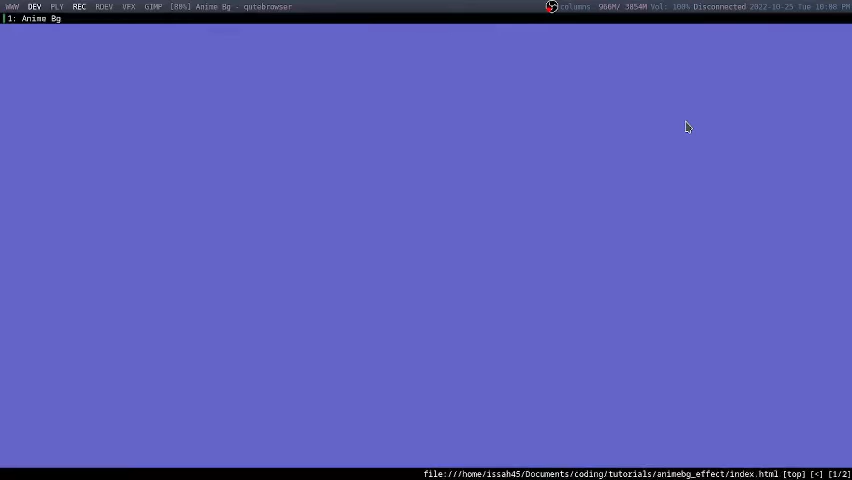 WWW DEV PLY REC RDEV VFX GIMP [80%] Anime Bg - qutebrowser columns 966M/ 3854M Vol: 100% Disconnected 2022-10-25 Tue 10:08 PM
1: Anime Bg
file:///home/issah45/Documents/coding/tutorials/animebg_effect/index.html [top] [<] [1/2]